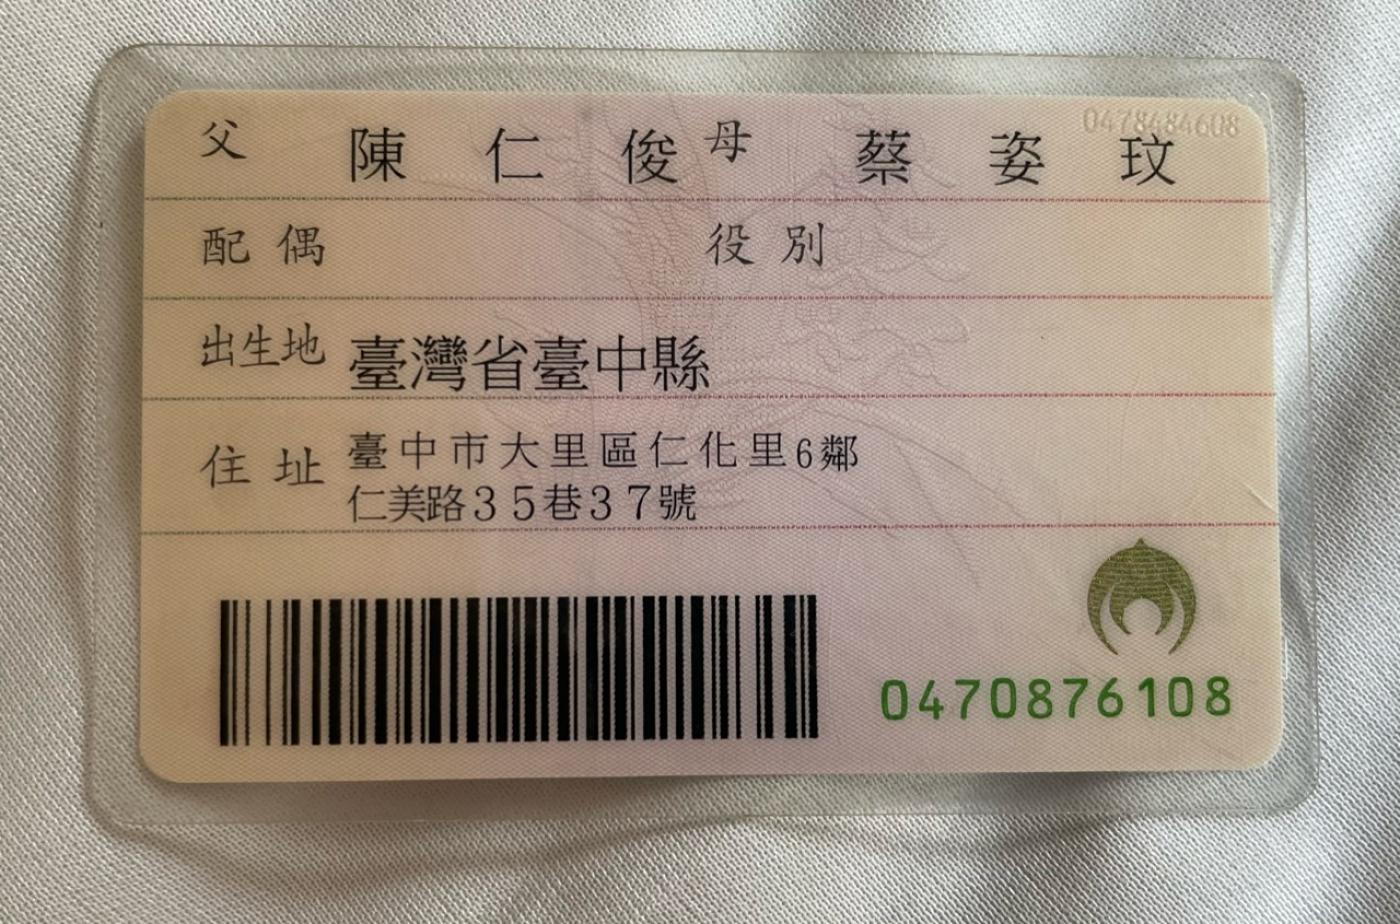 0478484608
父 陳仁俊 母 蔡姿玟
配偶 役別
出生地 臺灣省臺中縣
住址 臺中市大里區仁化里6鄰
仁美路35巷37號
0470876108